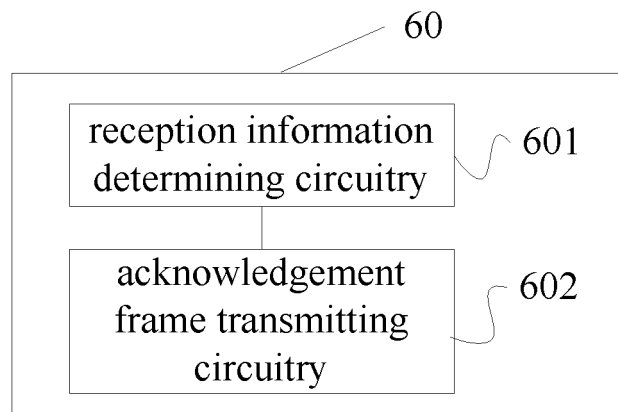 60
reception information
determining circuitry
601
acknowledgement
frame transmitting
circuitry
602